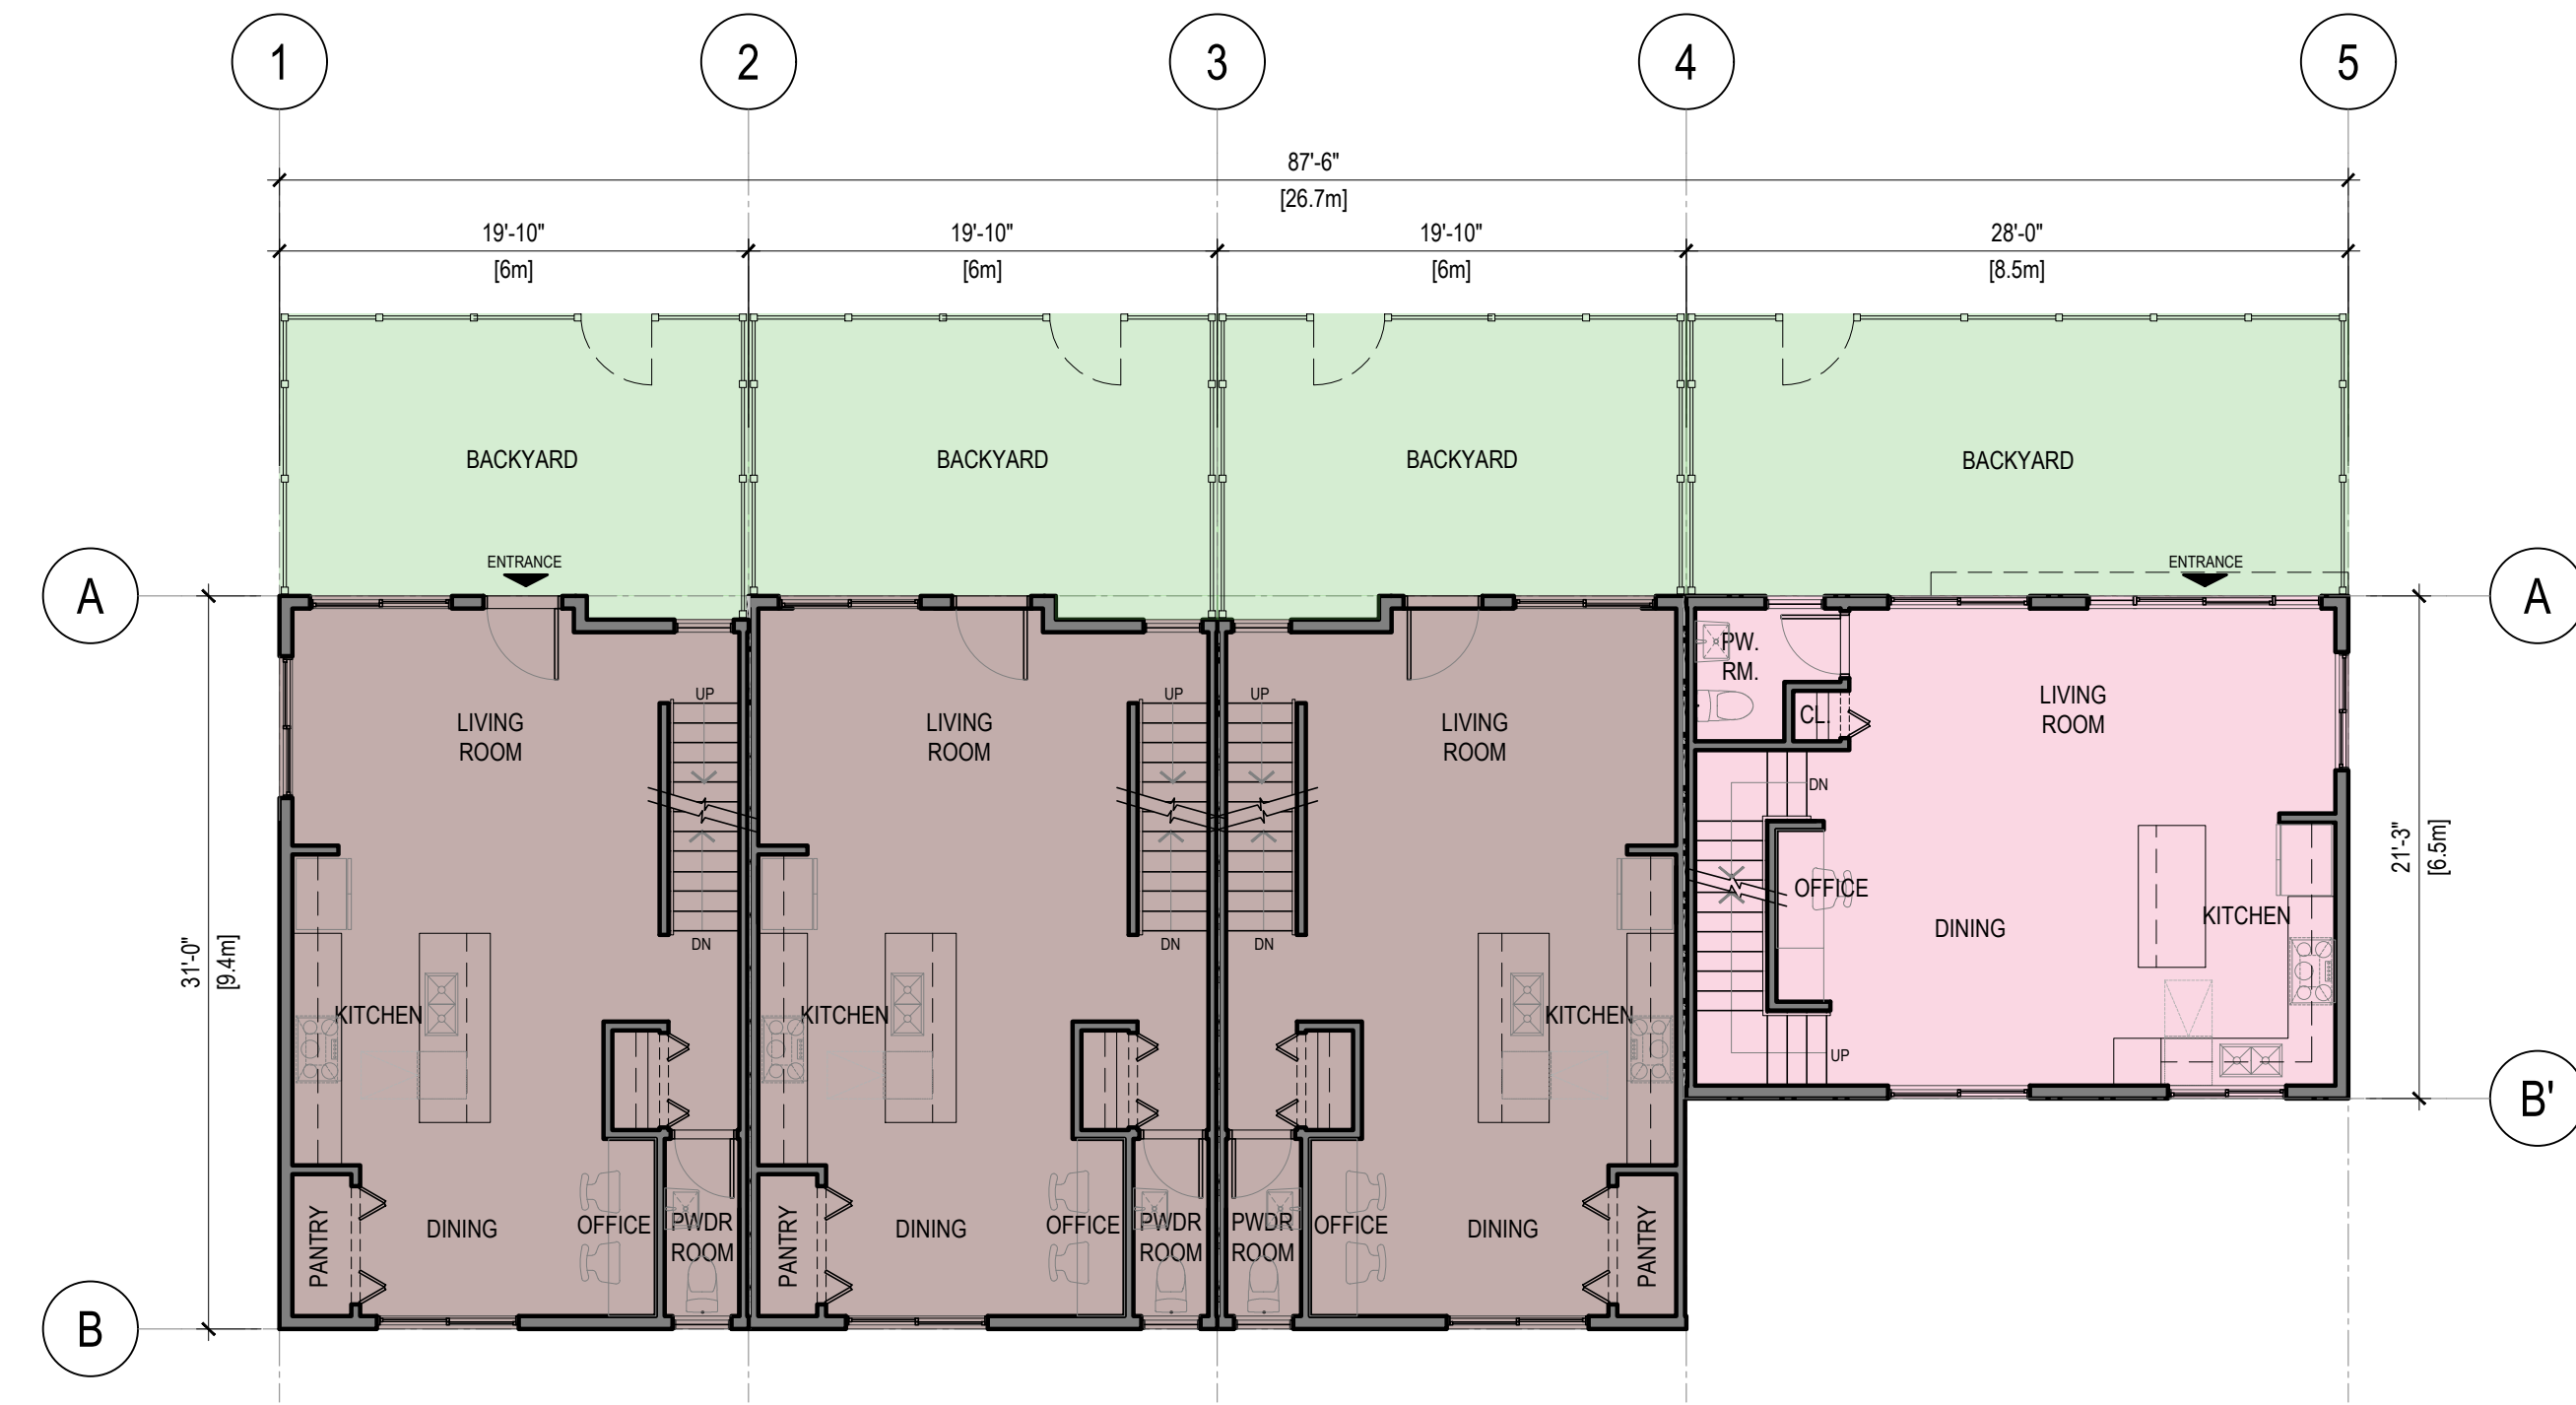 1
2
3
4
5
87'-6"
[26.7m]
19'-10"
19'-10"
19'-10"
28'-0"
[6m]
[6m]
[6m]
[8.5m]
BACKYARD
BACKYARD
BACKYARD
BACKYARD
ENTRANCE
ENTRANCE
A
A
PW.
RM.
UP
UP
UP
LIVING
ROOM
LIVING
ROOM
LIVING
ROOM
LIVING
ROOM
CL.
DN
OFFICE
21'-3"
[6.5m]
KITCHEN
DINING
DN
DN
DN
31'-0"
[9.4m]
KITCHEN
KITCHEN
KITCHEN
UP
B'
PANTRY
DINING
OFFICE
PWDR
ROOM
PANTRY
DINING
OFFICE
PWDR
ROOM
PWDR
ROOM
OFFICE
DINING
PANTRY
B